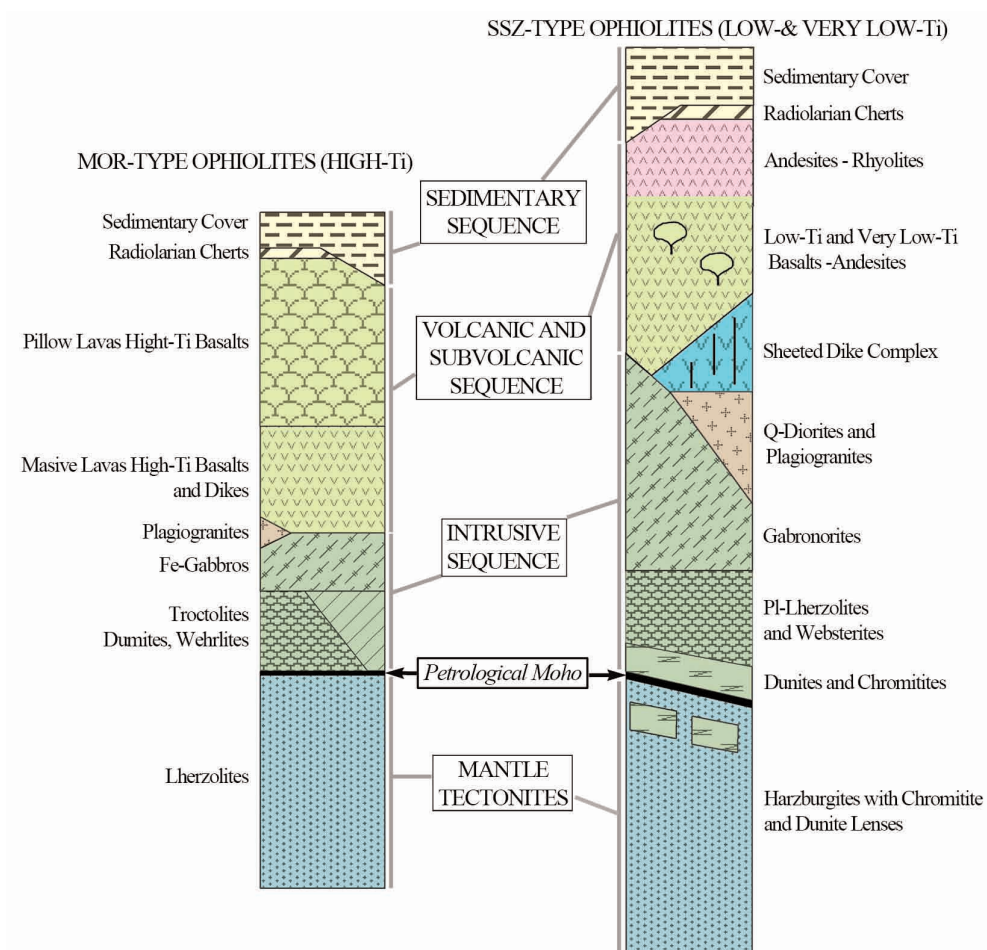 SSZ-TYPE OPHIOLITES (LOW-& VERY LOW-Ti)
MOR-TYPE OPHIOLITES (HIGH-Ti)
Sedimentary Cover
Radiolarian Cherts
Pillow Lavas Hight-Ti Basalts
Masive Lavas High-Ti Basalts
and Dikes
Plagiogranites
Fe-Gabbros
Troctolites
Dumites, Wehrlites
Lherzolites
SEDIMENTARY
SEQUENCE
VOLCANIC AND
SUBVOLCANIC
SEQUENCE
INTRUSIVE
SEQUENCE
Petrological Moho
MANTLE
TECTONITES
Sedimentary Cover
Radiolarian Cherts
Andesites - Rhyolites
Low-Ti and Very Low-Ti
Basalts -Andesites
Sheeted Dike Complex
Q-Diorites and
Plagiogranites
Gabronorites
Pl-Lherzolites
and Websterites
Dunites and Chromitites
Harzburgites with Chromitite
and Dunite Lenses